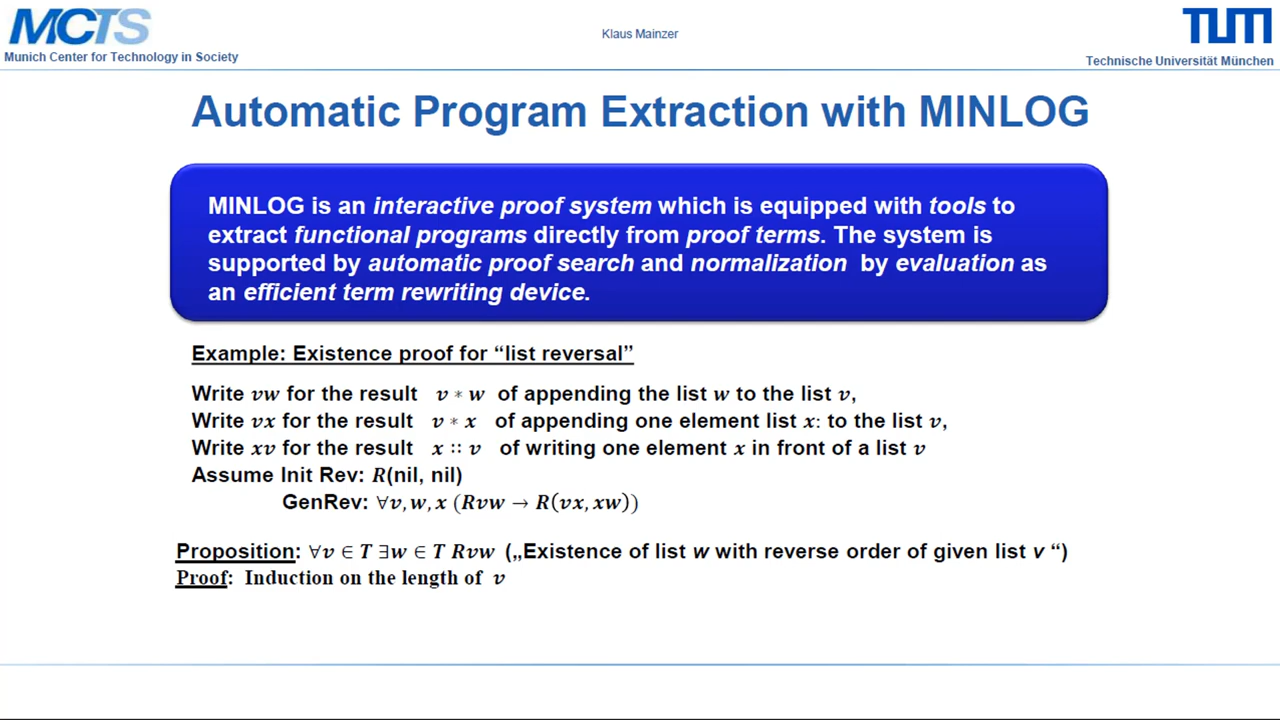 MCTS
Munich Center for Technology in Society
Klaus Mainzer
TUM
Technische Universität München
Automatic Program Extraction with MINLOG
MINLOG is an interactive proof system which is equipped with tools to
extract functional programs directly from proof terms. The system is
supported by automatic proof search and normalization by evaluation as
an efficient term rewriting device.
Example: Existence proof for “list reversal”
Write vw for the result v ∗ w of appending the list w to the list v,
Write vx for the result v ∗ x of appending one element list x: to the list v,
Write xv for the result x ∷ v of writing one element x in front of a list v
Assume Init Rev: R(nil, nil)
GenRev: ∀v, w, x (Rvw → R(vx, xw))
Proposition: ∀v ∈ T ∃w ∈ T Rvw („Existence of list w with reverse order of given list v “)
Proof: Induction on the length of v